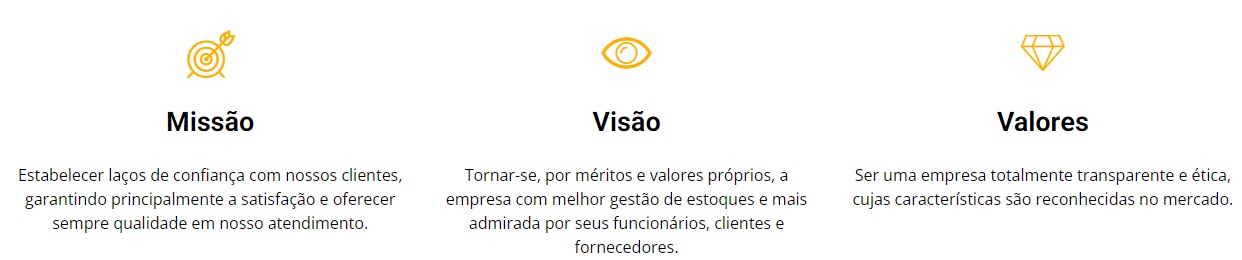 Missão
Estabelecer laços de confiança com nossos clientes,
garantindo principalmente a satisfação e oferecer
sempre qualidade em nosso atendimento.
Visão
Tornar-se, por méritos e valores próprios, a
empresa com melhor gestão de estoques e mais
admirada por seus funcionários, clientes e
fornecedores.
Valores
Ser uma empresa totalmente transparente e ética,
cujas características são reconhecidas no mercado.